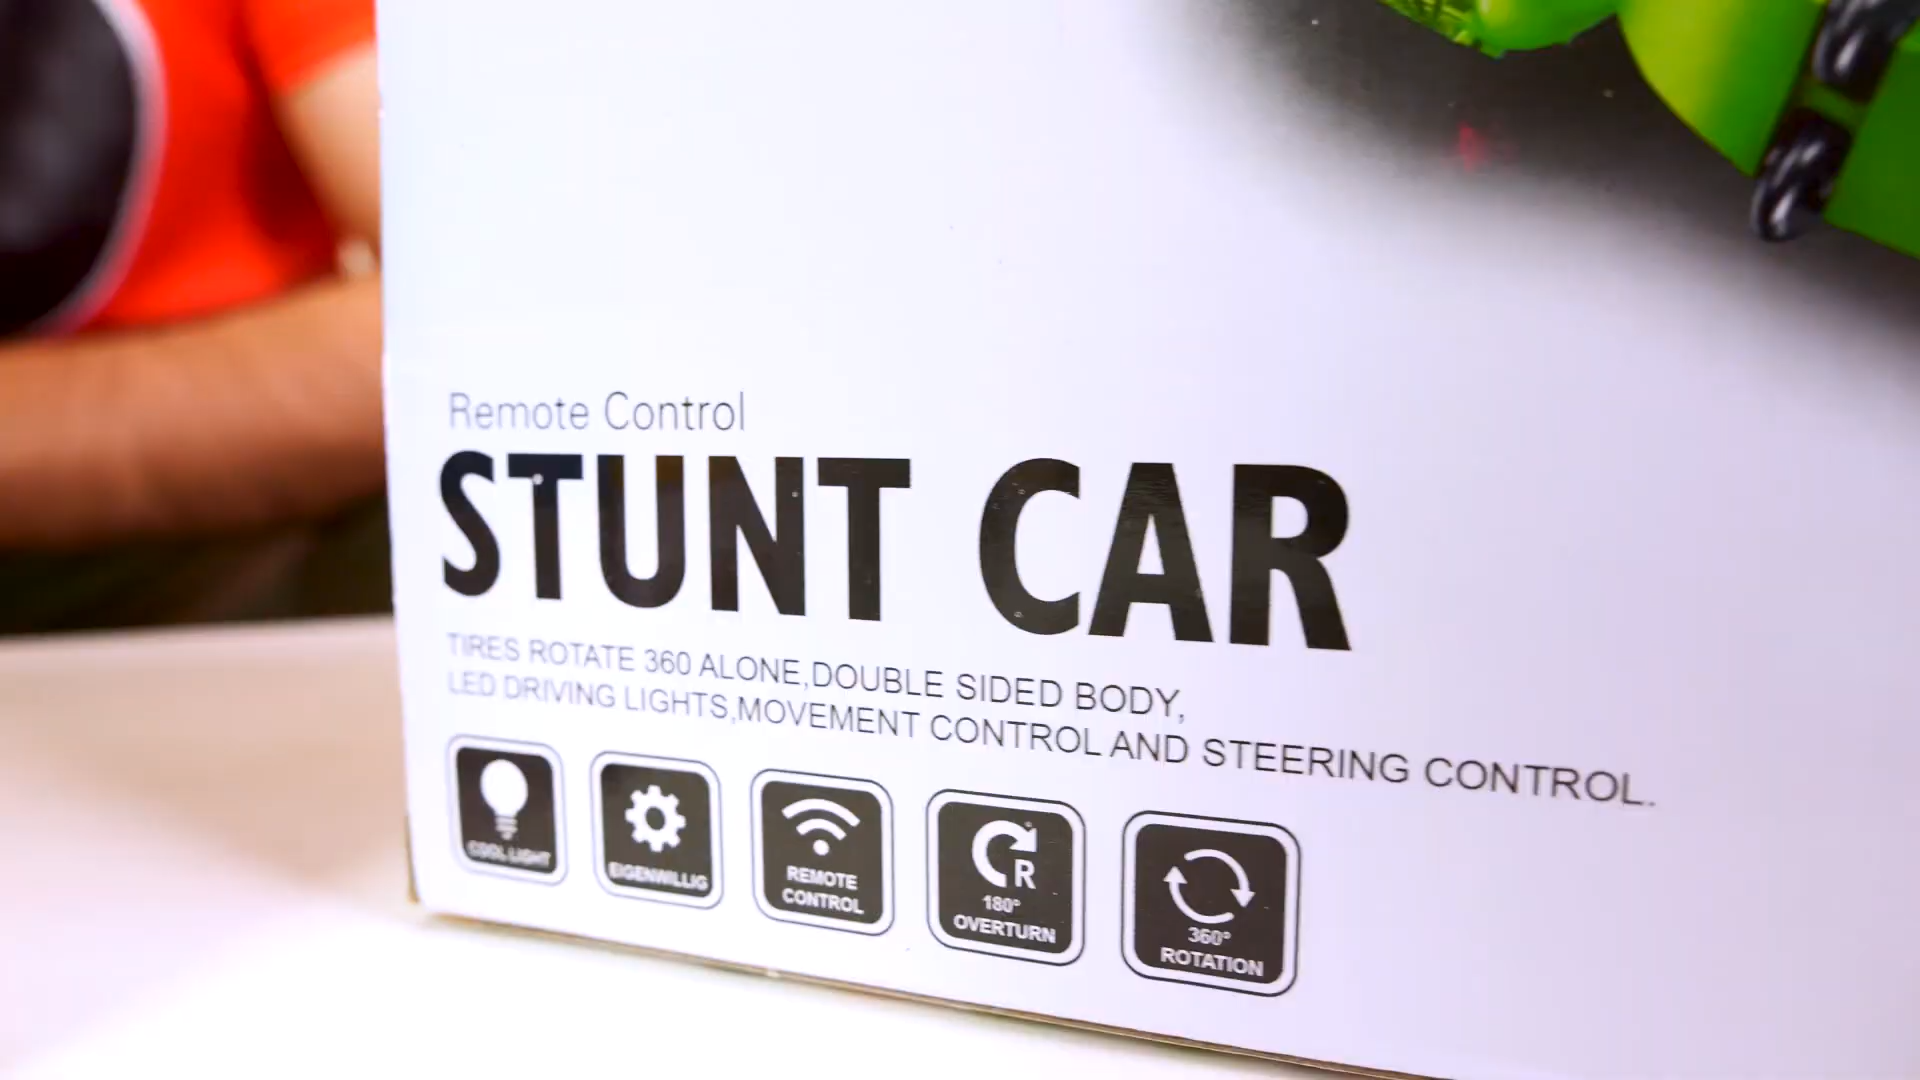 Remote Control
STUNT CAR
TIRES ROTATE 360 ALONE,DOUBLE SIDED BODY,
LED DRIVING LIGHTS,MOVEMENT CONTROL AND STEERING CONTROL.
COOL LIGHT
EIGENWILLIG
REMOTE
CONTROL
R
180°
OVERTURN
360°
ROTATION